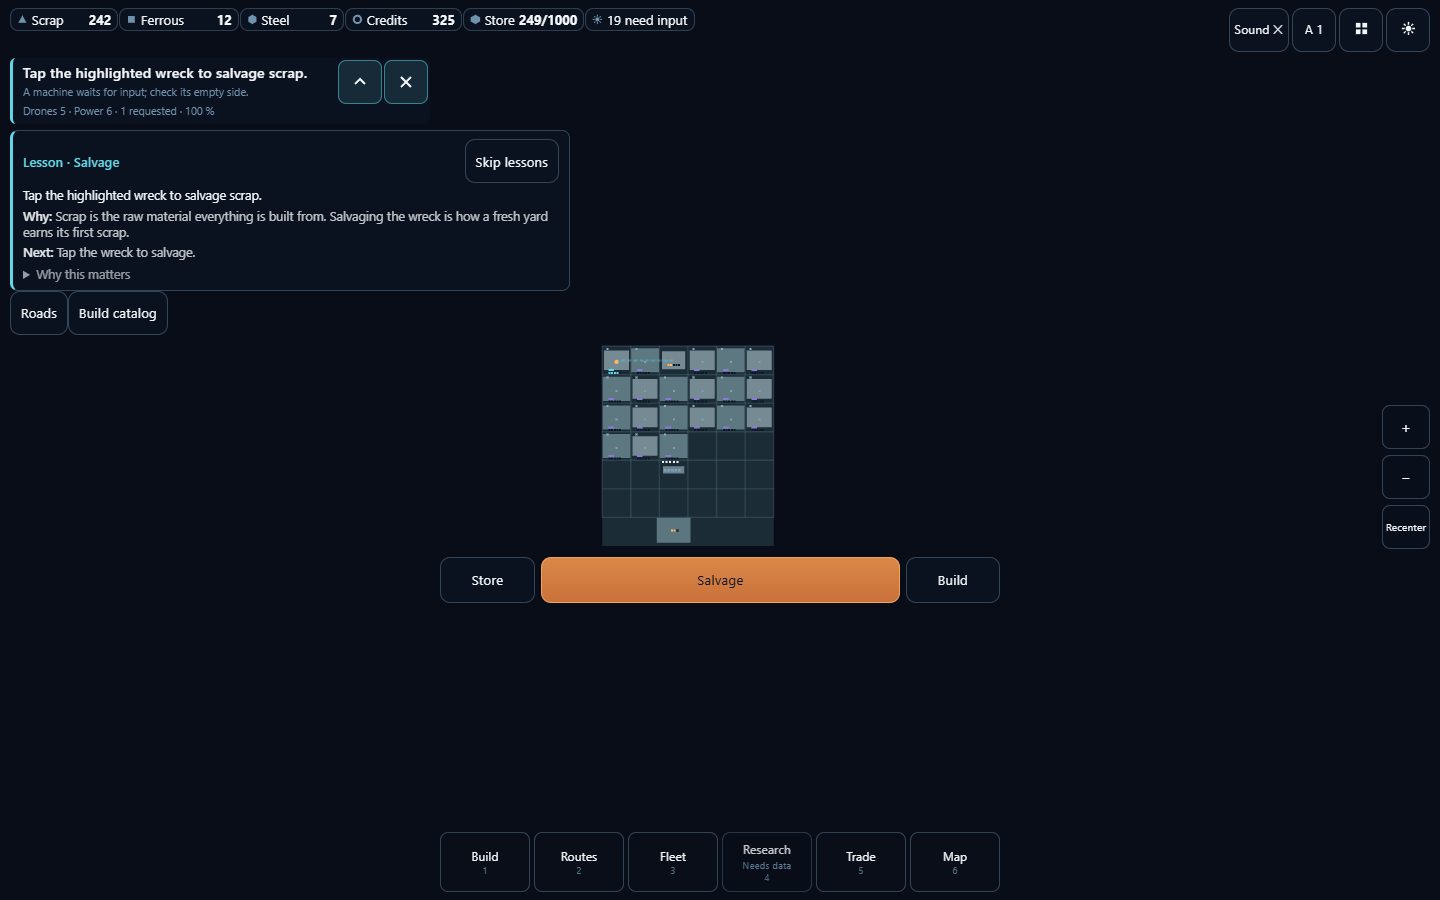 Scrap 242
Ferrous 12
Steel 7
Credits 325
Store 249/1000
19 need input
Sound
A 1
Tap the highlighted wreck to salvage scrap.
A machine waits for input; check its empty side.
Drones 5 · Power 6 · 1 requested · 100 %
Lesson · Salvage
Skip lessons
Tap the highlighted wreck to salvage scrap.
Why: Scrap is the raw material everything is built from. Salvaging the wreck is how a fresh yard
earns its first scrap.
Next: Tap the wreck to salvage.
Why this matters
Roads
Build catalog
+
−
Recenter
Store
Salvage
Build
Build
1
Routes
2
Fleet
3
Research
Needs data
4
Trade
5
Map
6